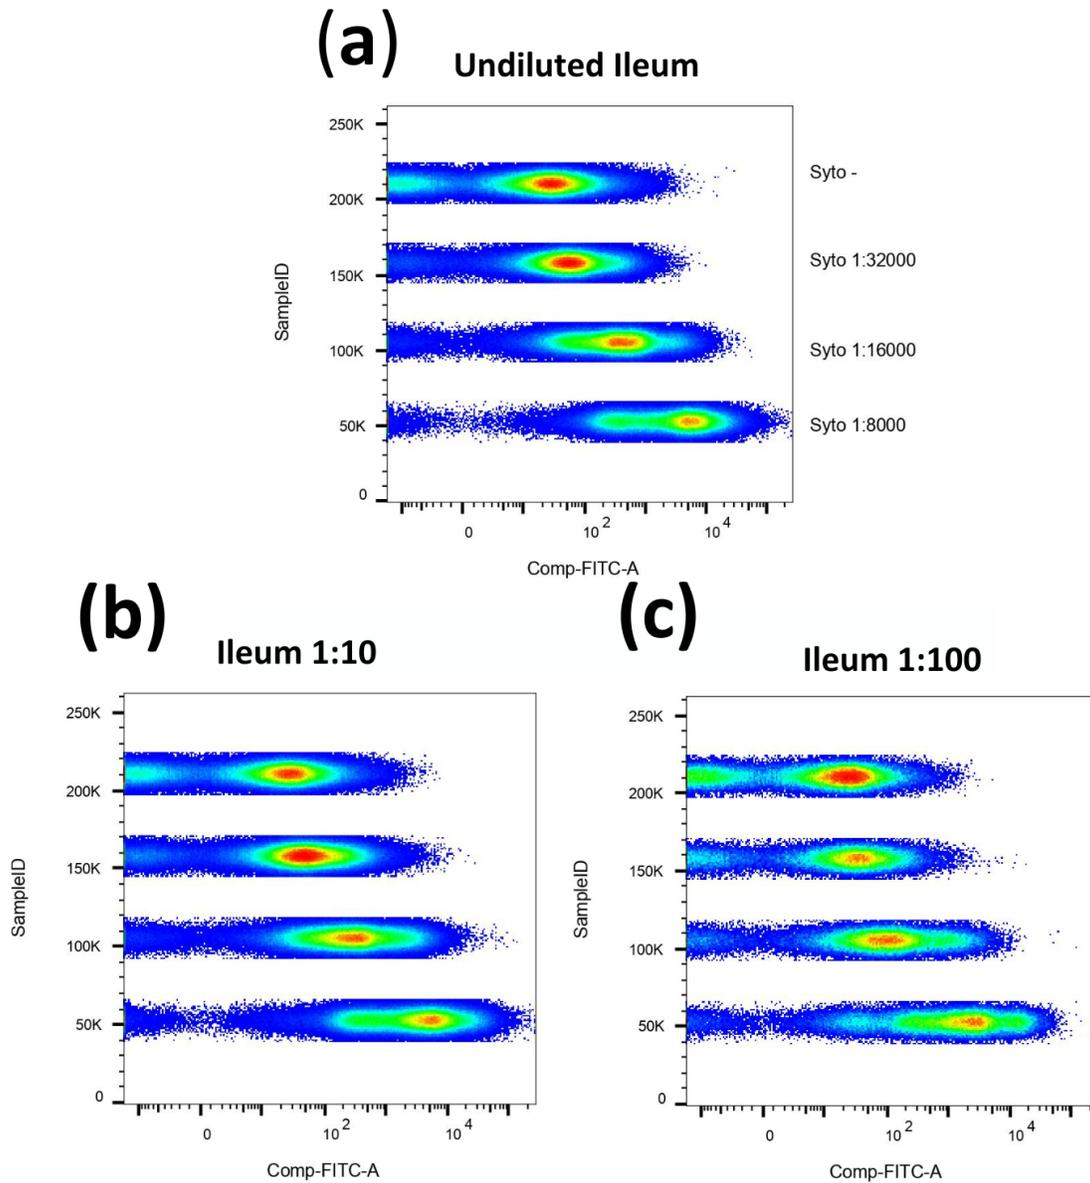 (a)
Undiluted Ileum
250K
200K
150K
100K
50K
0
SampleID
Syto -
Syto 1:32000
Syto 1:16000
Syto 1:8000
0 10 2 10 4
Comp-FITC-A
(b)
Ileum 1:10
250K
200K
150K
100K
50K
0
SampleID
0 10 2 10 4
Comp-FITC-A
(c)
Ileum 1:100
250K
200K
150K
100K
50K
0
SampleID
0 10 2 10 4
Comp-FITC-A